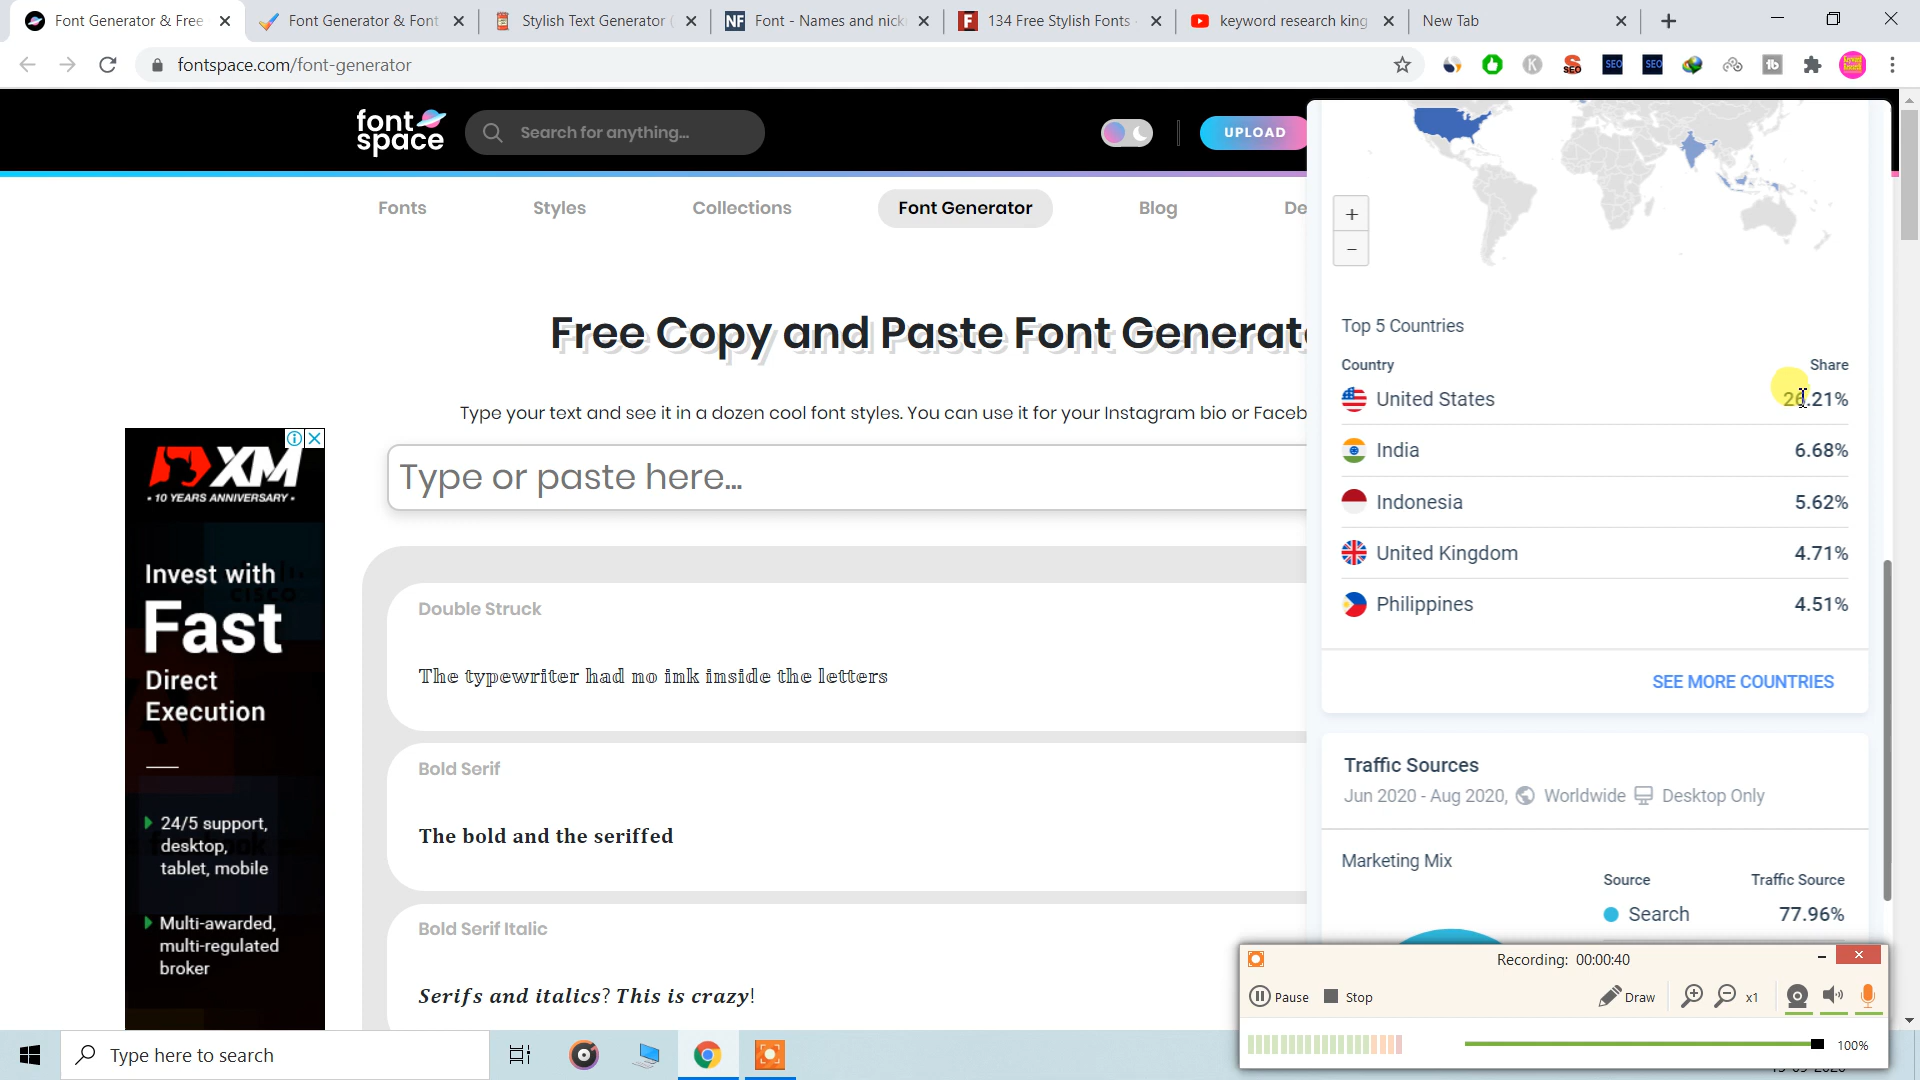 Font Generator & Free
Font Generator & Font
Stylish Text Generator (
NF Font - Names and nick
134 Free Stylish Fonts -
keyword research king
New Tab
fontspace.com/font-generator
font
space
Search for anything...
UPLOAD
Fonts
Styles
Collections
Font Generator
Blog
De
Free Copy and Paste Font Generat
Type your text and see it in a dozen cool font styles. You can use it for your Instagram bio or Faceb
Type or paste here...
Double Struck
The typewriter had no ink inside the letters
Bold Serif
The bold and the seriffed
Bold Serif Italic
Serifs and italics? This is crazy!
XM
• 10 YEARS ANNIVERSARY •
Invest with
Fast
Direct
Execution
24/5 support,
desktop,
tablet, mobile
Multi-awarded,
multi-regulated
broker
+
−
Top 5 Countries
Country Share
United States 26.21%
India 6.68%
Indonesia 5.62%
United Kingdom 4.71%
Philippines 4.51%
SEE MORE COUNTRIES
Traffic Sources
Jun 2020 - Aug 2020, Worldwide Desktop Only
Marketing Mix
Source Traffic Source
Search 77.96%
Recording: 00:00:40
Pause Stop Draw x1
100%
Type here to search